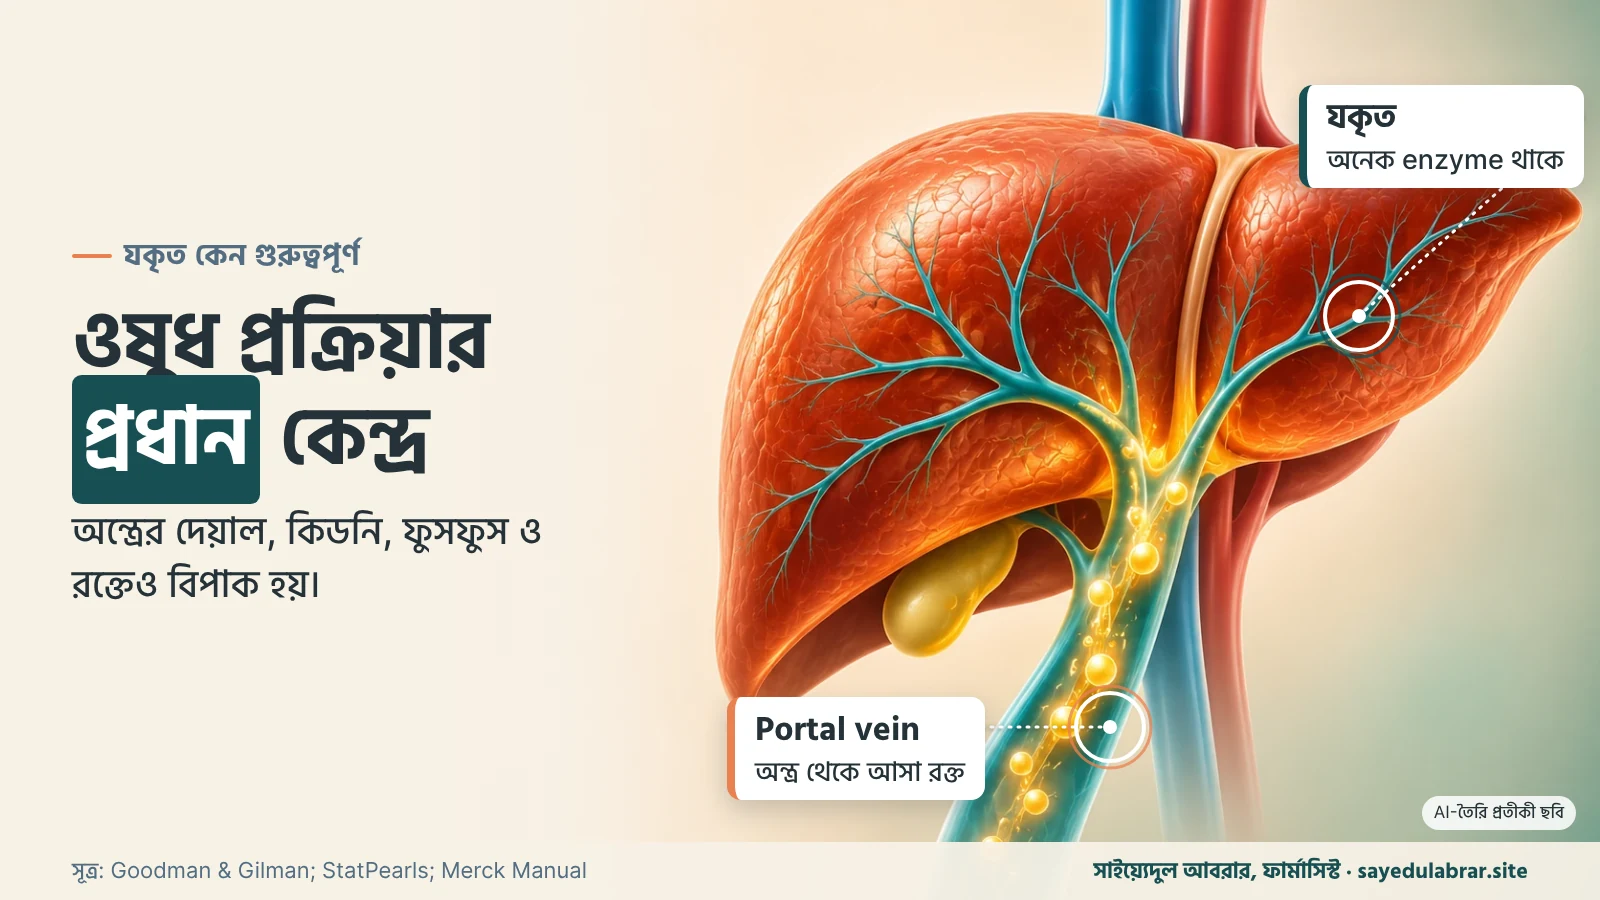 যকৃত কেন গুরুত্বপূর্ণ
ওষুধ প্রক্রিয়ার
প্রধান কেন্দ্র
অন্ত্রের দেয়াল, কিডনি, ফুসফুস ও
রক্তেও বিপাক হয়।
যকৃত
অনেক enzyme থাকে
Portal vein
অন্ত্র থেকে আসা রক্ত
AI-তৈরি প্রতীকী ছবি
সূত্র: Goodman & Gilman; StatPearls; Merck Manual
সাইয়্যেদুল আবরার, ফার্মাসিস্ট · sayedulabrar.site